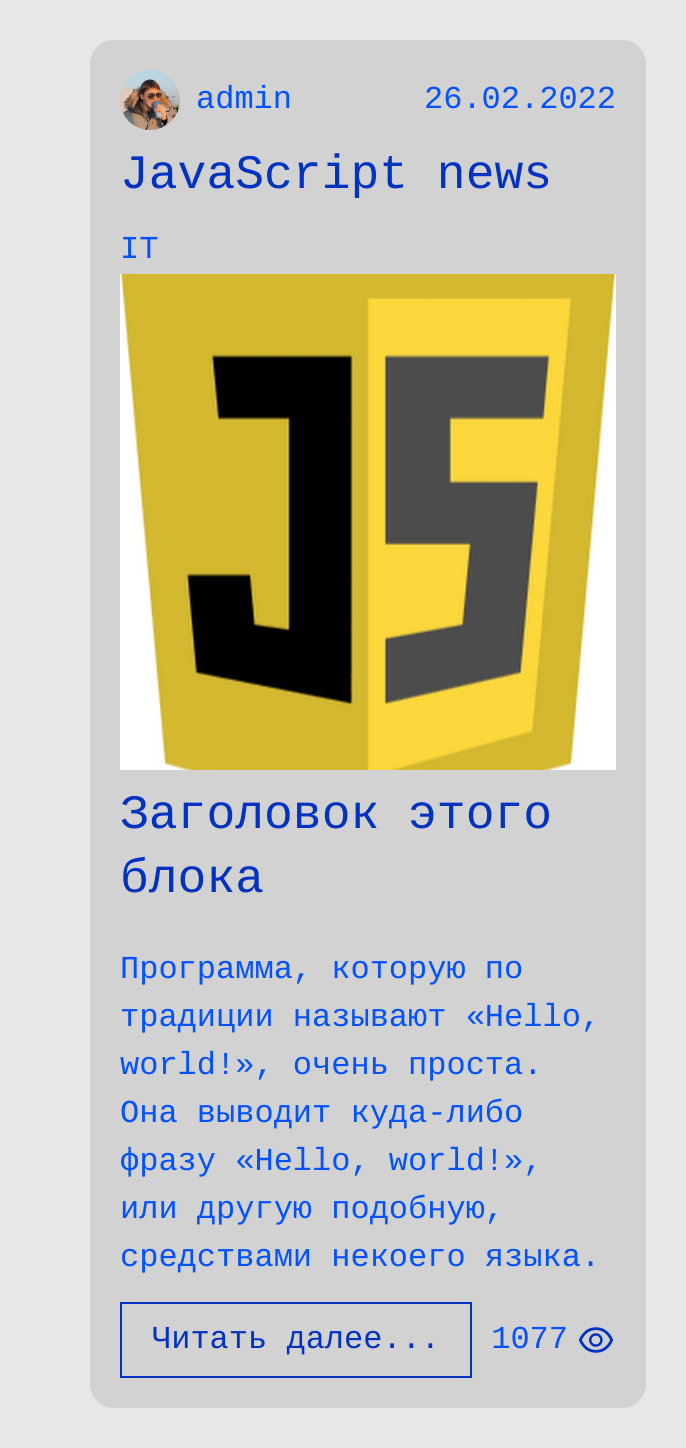 admin 26.02.2022
JavaScript news
IT
JS
Заголовок этого
блока
Программа, которую по
традиции называют «Hello,
world!», очень проста.
Она выводит куда-либо
фразу «Hello, world!»,
или другую подобную,
средствами некоего языка.
Читать далее... 1077